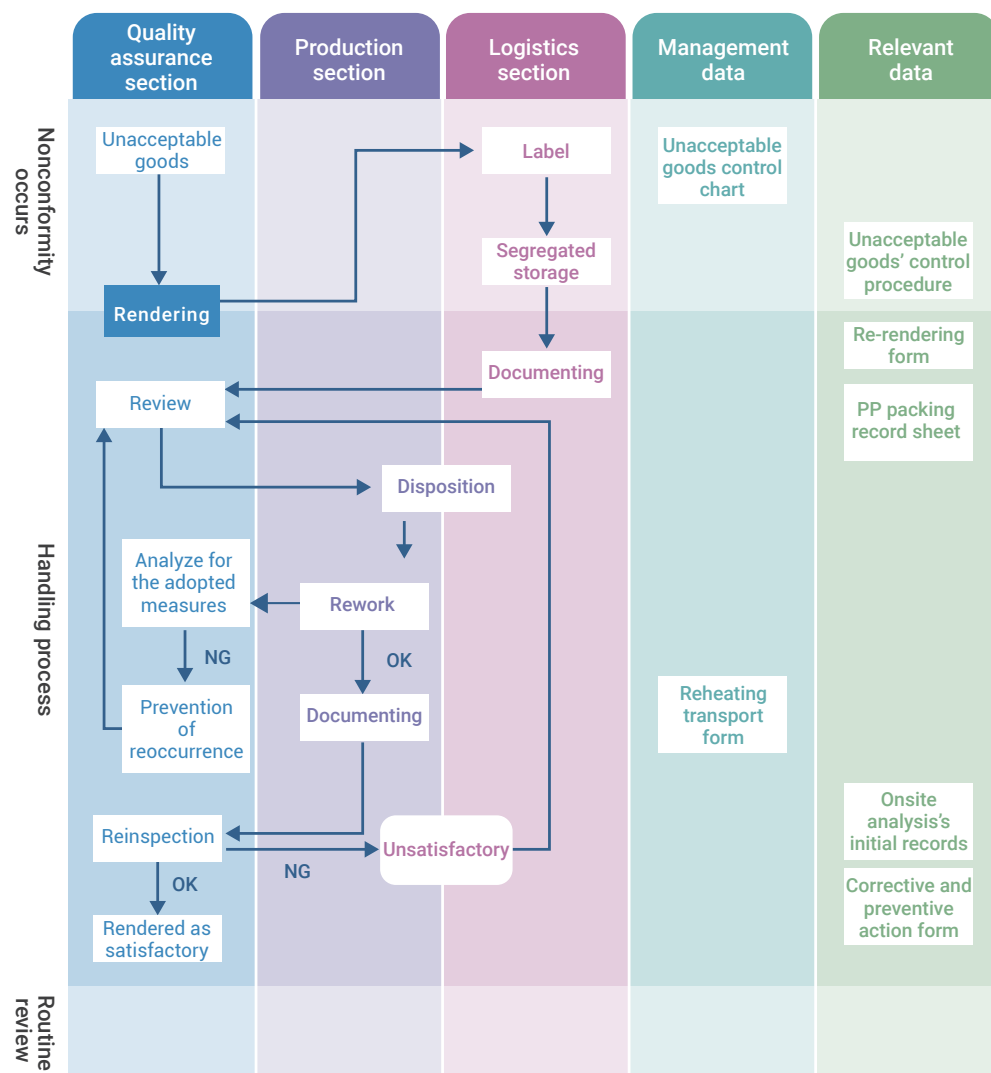 Quality
assurance
section
Production
section
Logistics
section
Management
data
Relevant
data
Nonconformity
occurs
Unacceptable
goods
Label
Unacceptable
goods control
chart
Segregated
storage
Unacceptable
goods' control
procedure
Rendering
Handling process
Documenting
Re-rendering
form
Review
PP packing
record sheet
Disposition
Analyze for
the adopted
measures
Rework
NG
OK
Prevention
of
reoccurrence
Documenting
Reheating
transport
form
Reinspection
Unsatisfactory
NG
Onsite
analysis's
initial records
OK
Rendered as
satisfactory
Corrective and
preventive
action form
Routine
review